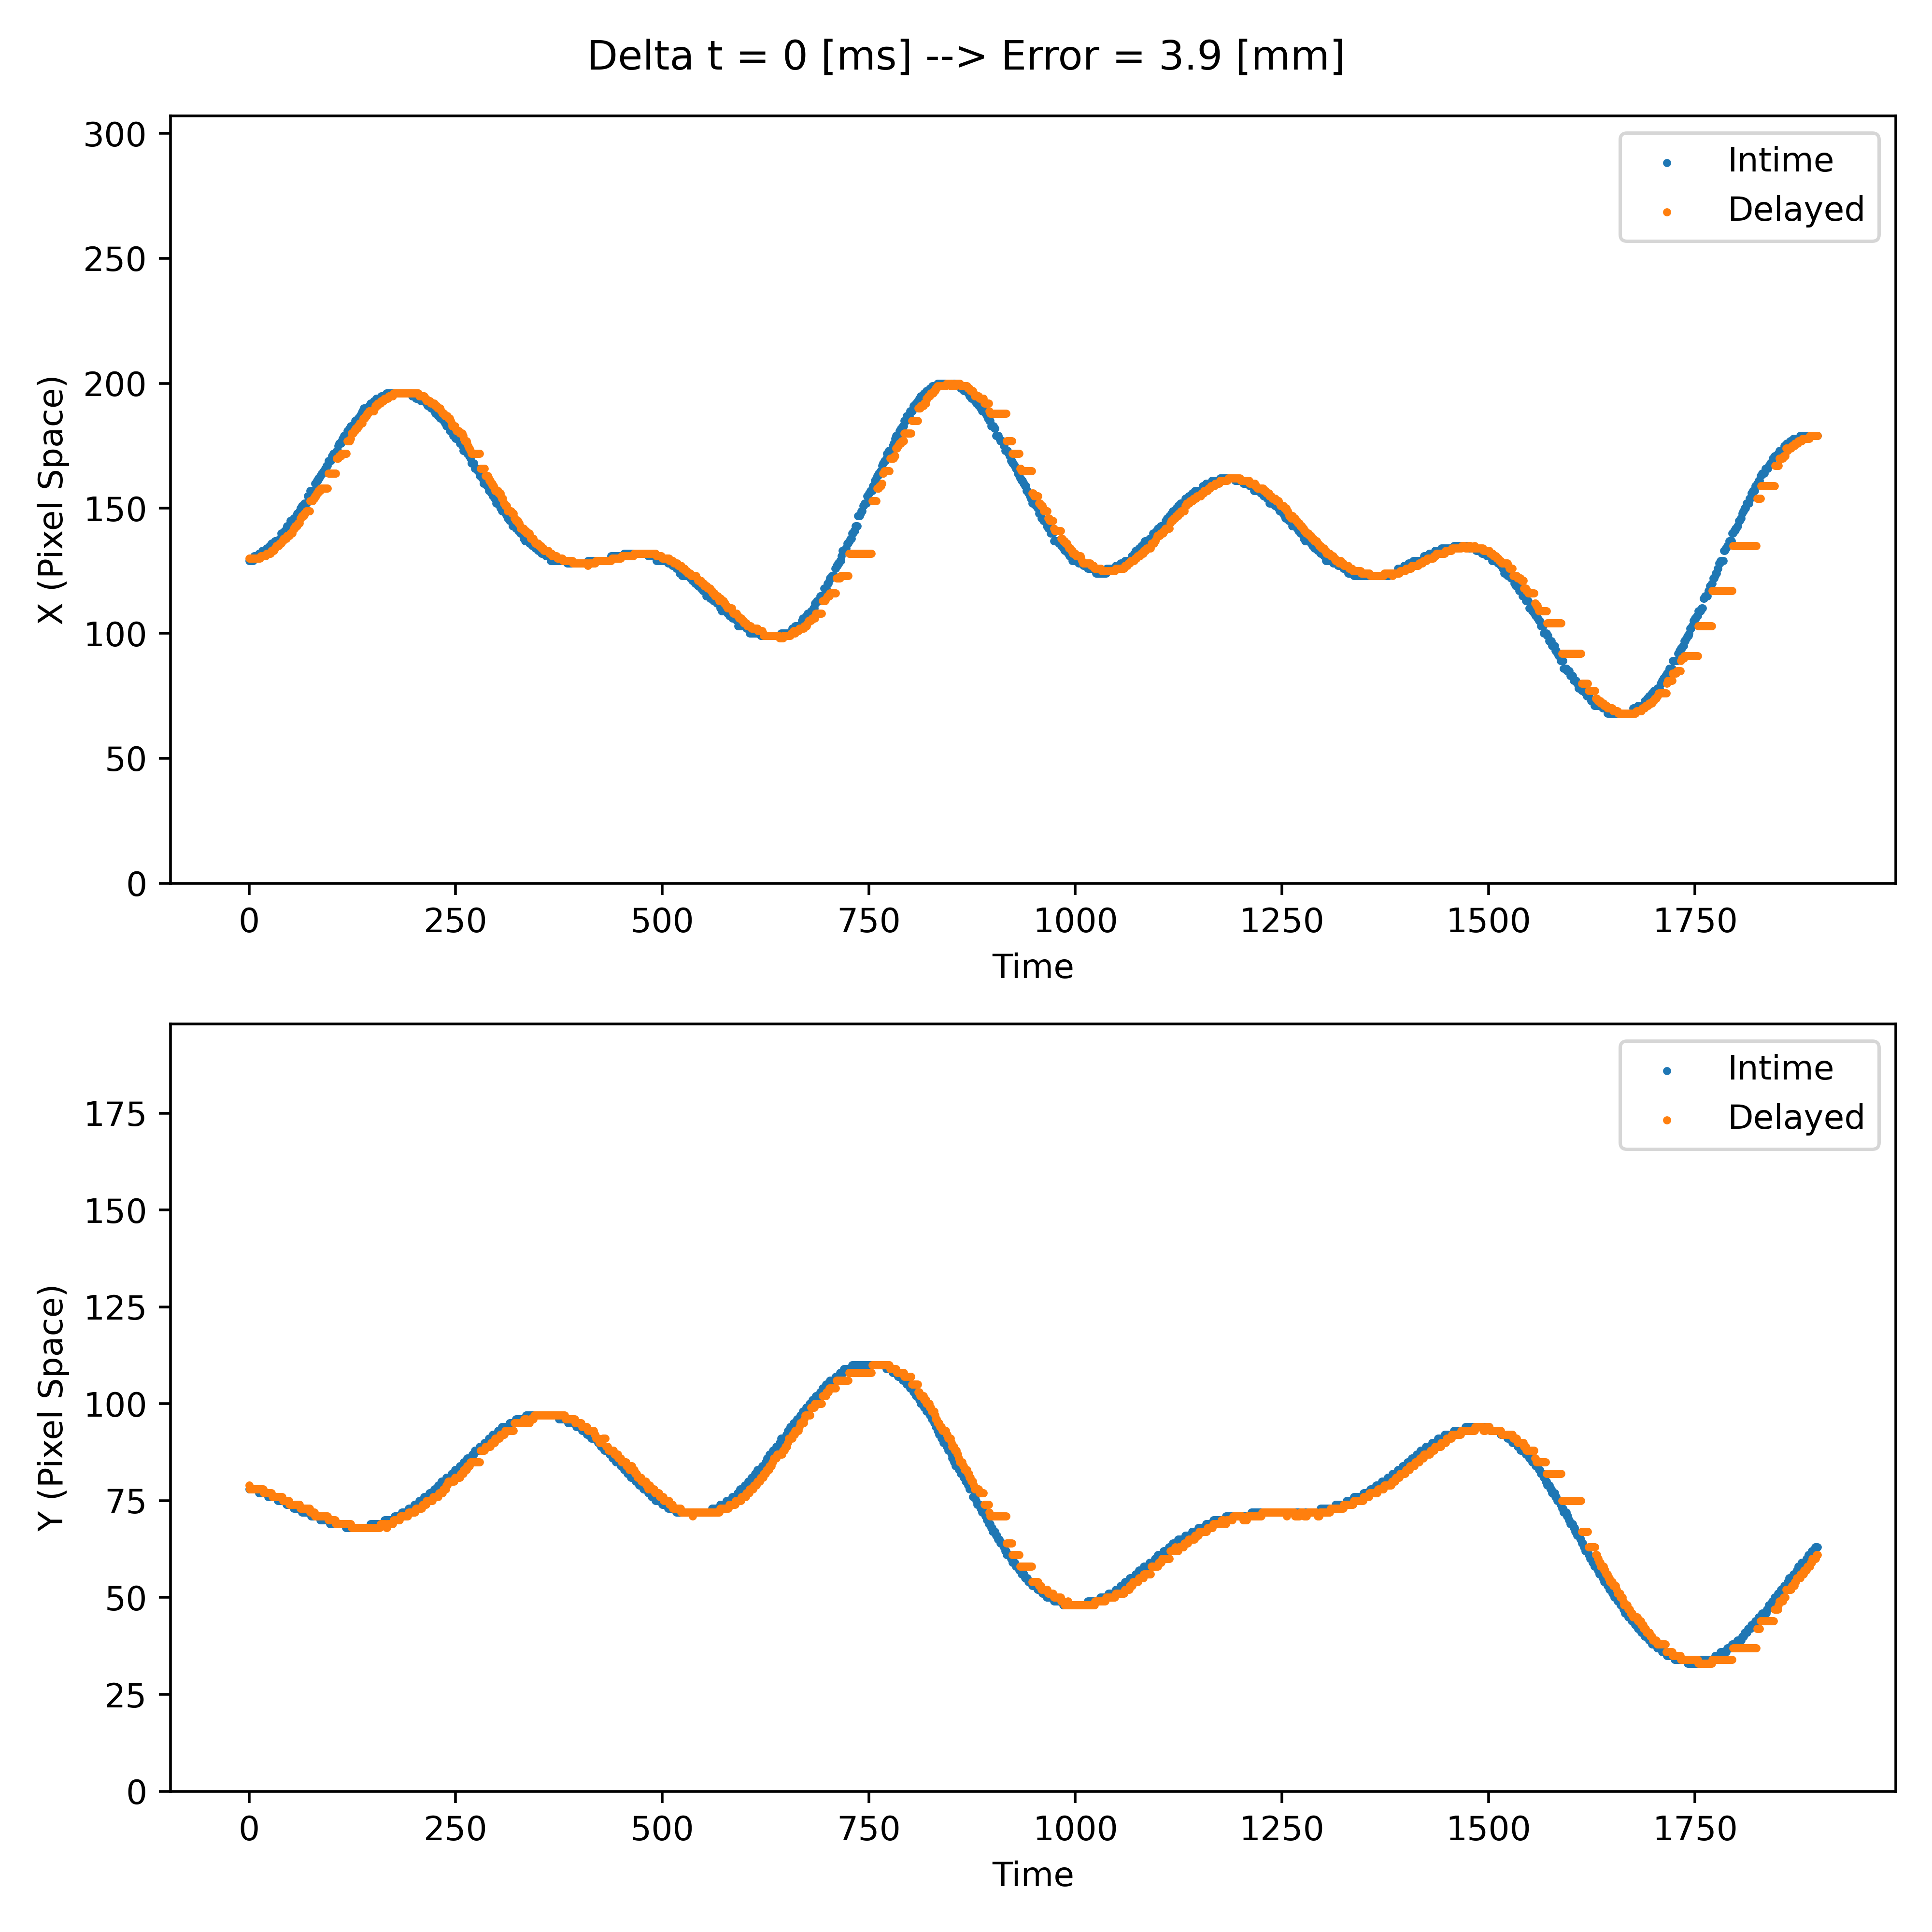 Delta t = 0 [ms] --> Error = 3.9 [mm]
300
250
200
150
100
50
0
X (Pixel Space)
Intime
Delayed
0 250 500 750 1000 1250 1500 1750
Time
175
150
125
100
75
50
25
0
Y (Pixel Space)
Intime
Delayed
0 250 500 750 1000 1250 1500 1750
Time